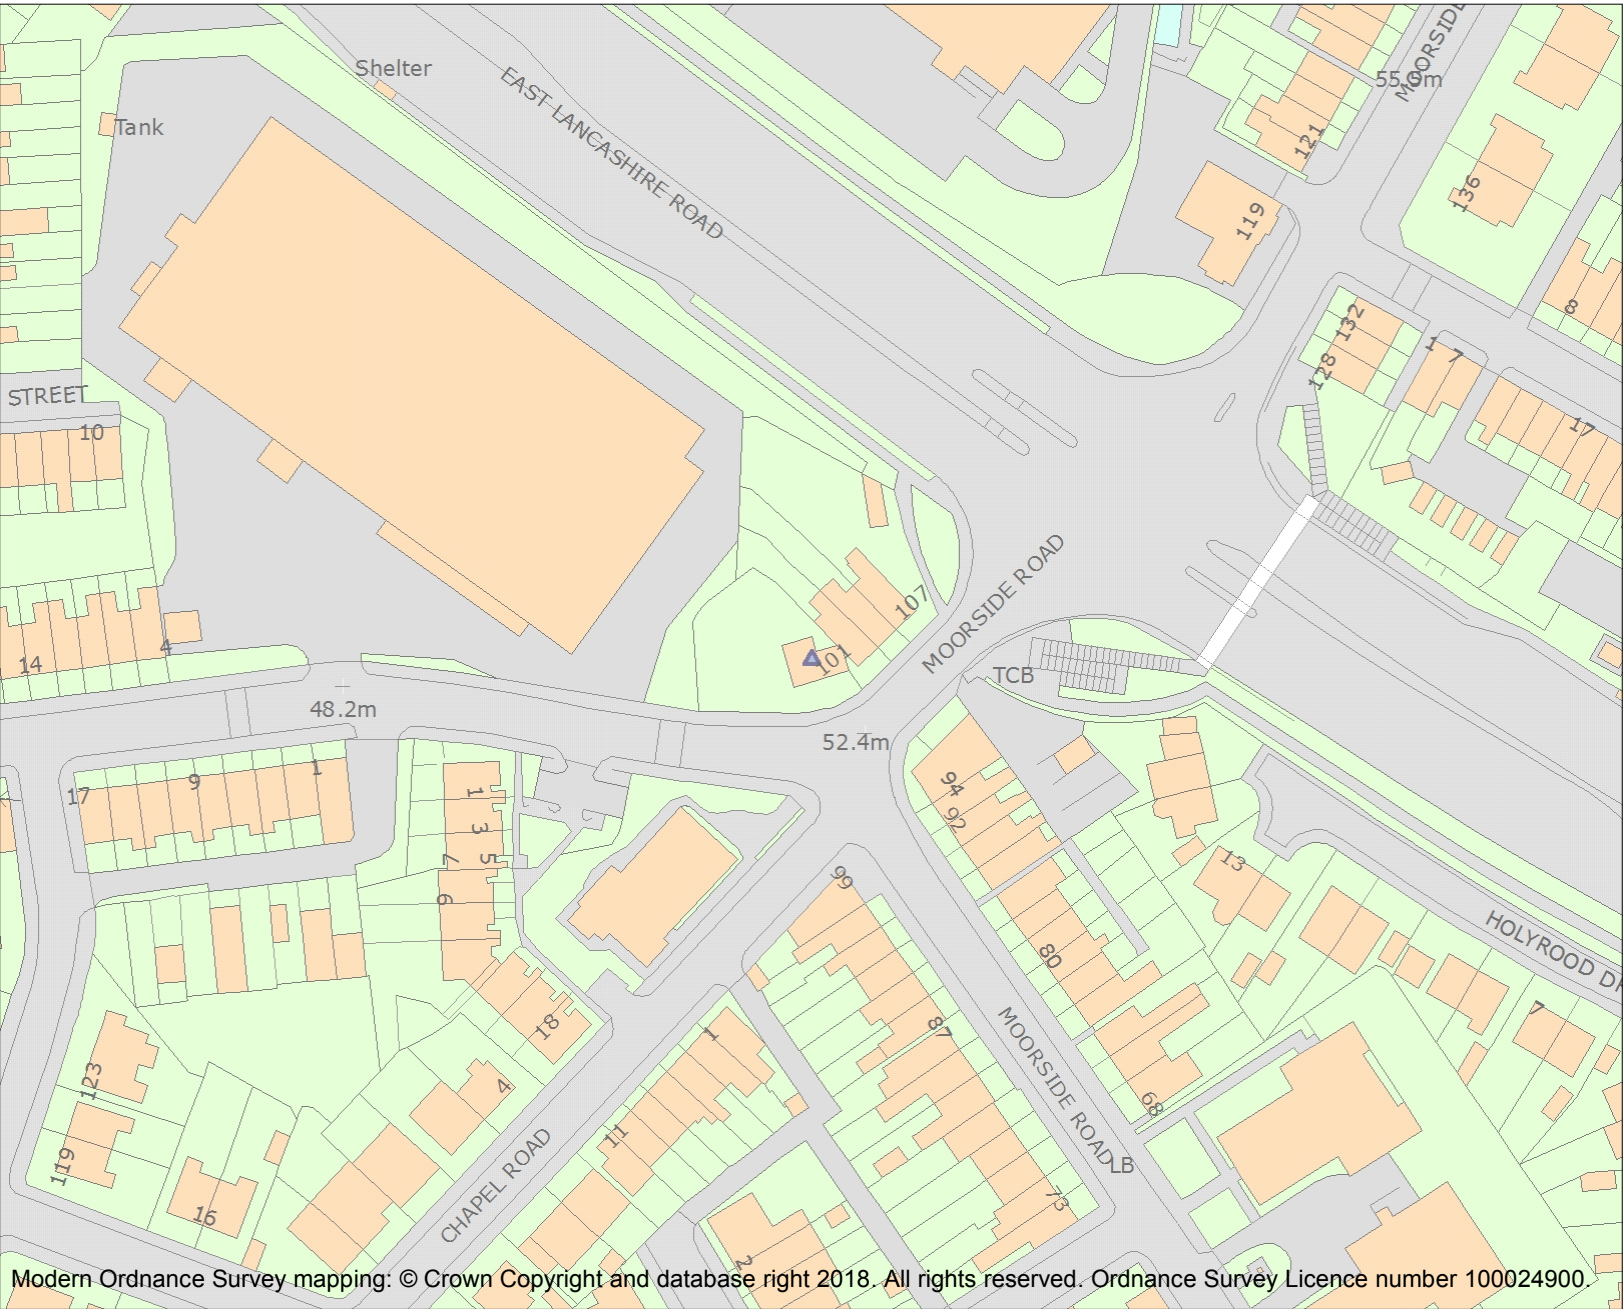 MOORSIDE
Shelter
EAST LANCASHIRE ROAD
55.5m
Tank
121
136
119
8
132
128
1
7
STREET
10
17
107
MOORSIDE ROAD
101
4
14
TCB
48.2m
52.4m
17
9
1
1
3
5
7
9
94
92
99
13
80
HOLYROOD DR
7
18
1
87
MOORSIDE ROAD
123
4
11
68
119
16
CHAPEL ROAD
LB
73
2
Modern Ordnance Survey mapping: © Crown Copyright and database right 2018. All rights reserved. Ordnance Survey Licence number 100024900.